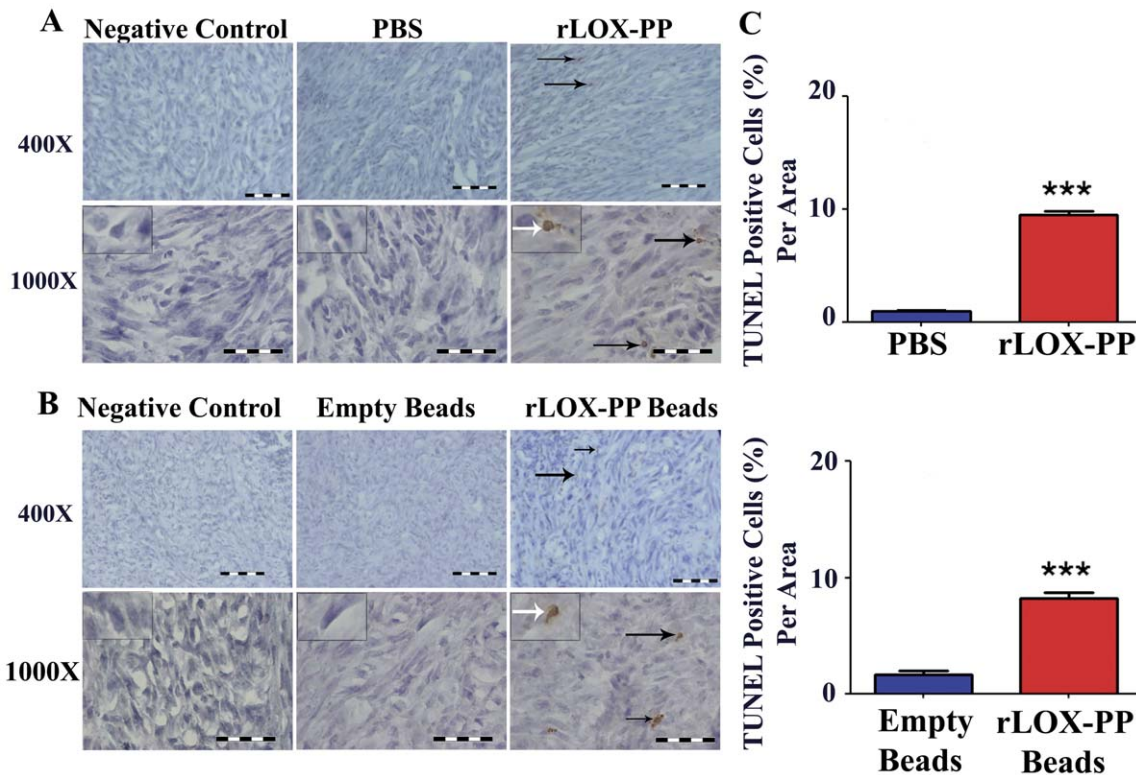 A
Negative Control
PBS
rLOX-PP
400X
1000X
B
Negative Control
Empty Beads
rLOX-PP Beads
400X
1000X
C
TUNEL Positive Cells (%)
Per Area
20
10
0
***
PBS
rLOX-PP
TUNEL Positive Cells (%)
Per Area
20
10
0
***
Empty
Beads
rLOX-PP
Beads